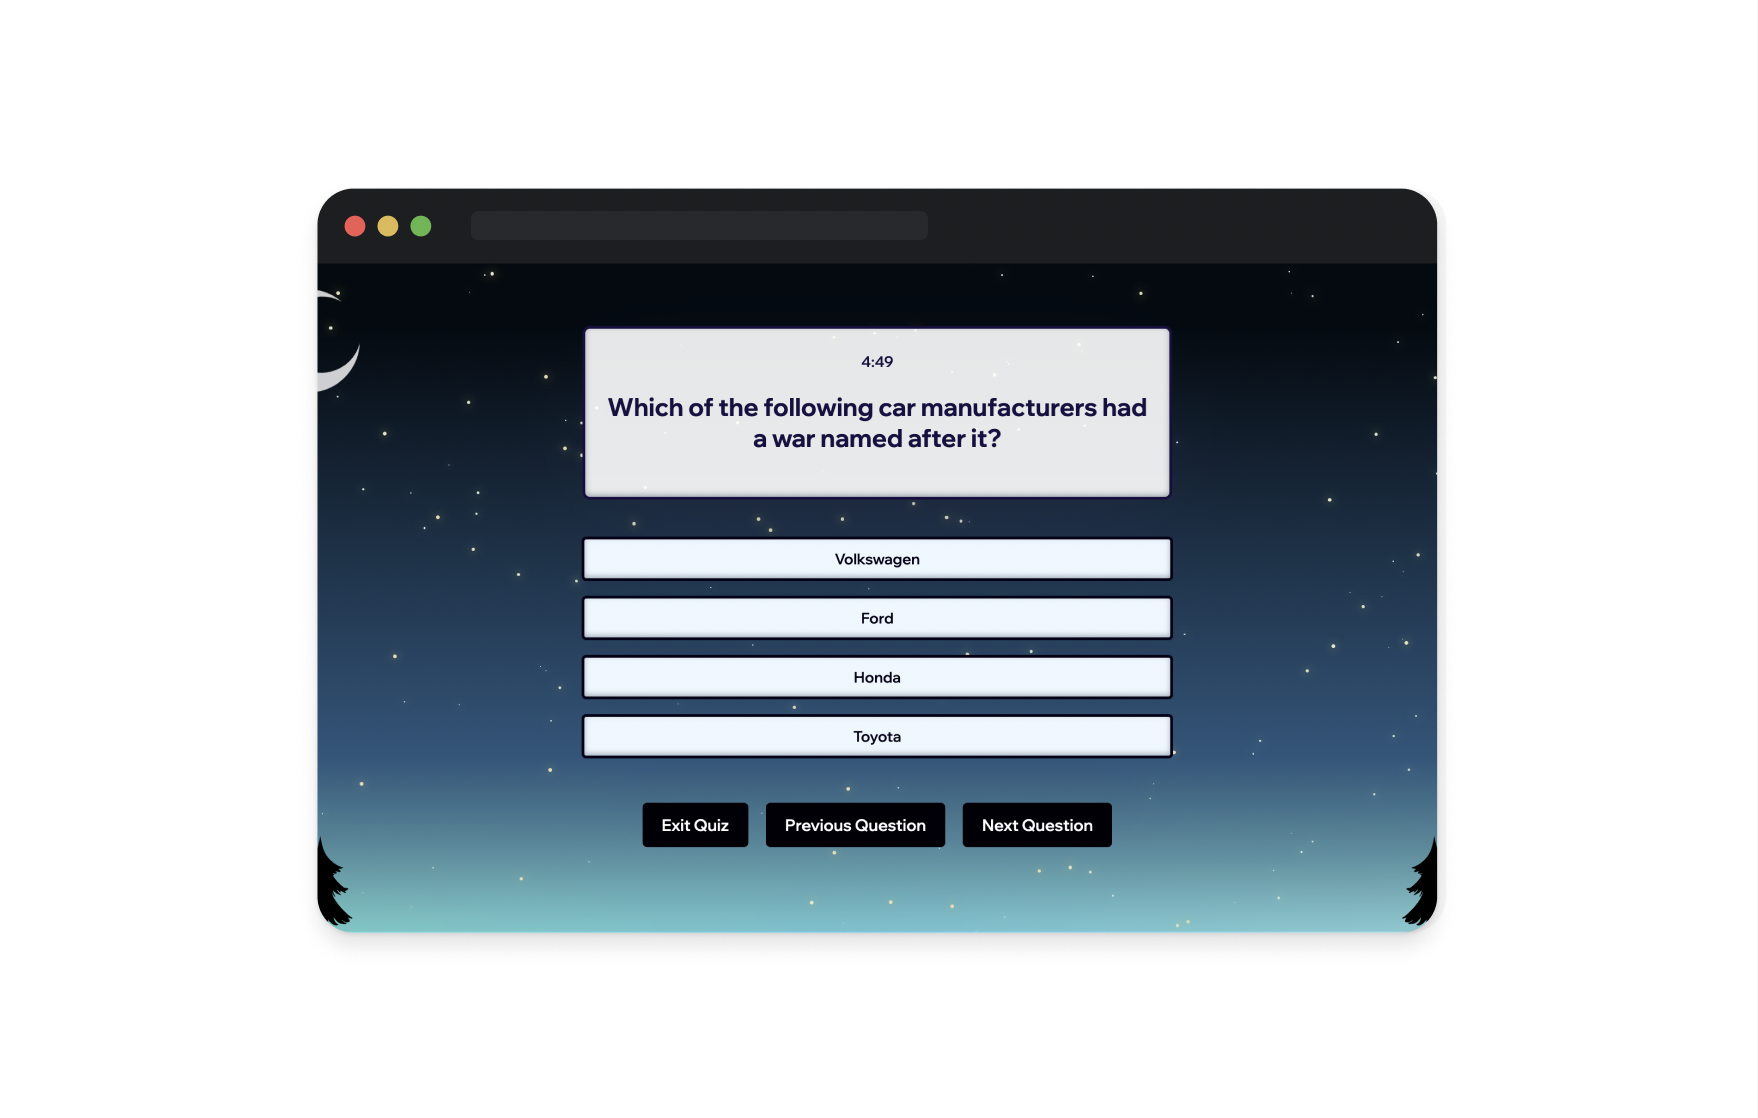 4:49
Which of the following car manufacturers had
a war named after it?
Volkswagen
Ford
Honda
Toyota
Exit Quiz
Previous Question
Next Question